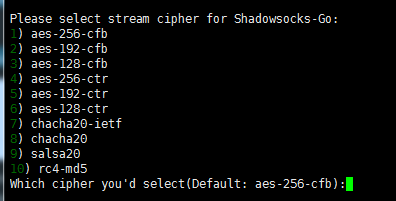 Please select stream cipher for Shadowsocks-Go:
1) aes-256-cfb
2) aes-192-cfb
3) aes-128-cfb
4) aes-256-ctr
5) aes-192-ctr
6) aes-128-ctr
7) chacha20-ietf
8) chacha20
9) salsa20
10) rc4-md5
Which cipher you'd select(Default: aes-256-cfb):